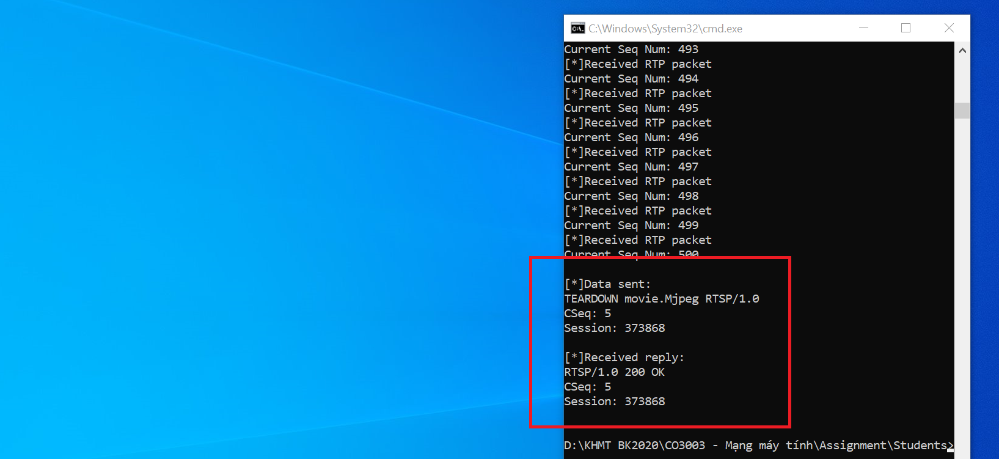 C:\Windows\System32\cmd.exe
Current Seq Num: 493
[*]Received RTP packet
Current Seq Num: 494
[*]Received RTP packet
Current Seq Num: 495
[*]Received RTP packet
Current Seq Num: 496
[*]Received RTP packet
Current Seq Num: 497
[*]Received RTP packet
Current Seq Num: 498
[*]Received RTP packet
Current Seq Num: 499
[*]Received RTP packet
Current Seq Num: 500
[*]Data sent:
TEARDOWN movie.Mjpeg RTSP/1.0
CSeq: 5
Session: 373868
[*]Received reply:
RTSP/1.0 200 OK
CSeq: 5
Session: 373868
D:\KHMT BK2020\CO3003 - Mạng máy tính\Assignment\Students>